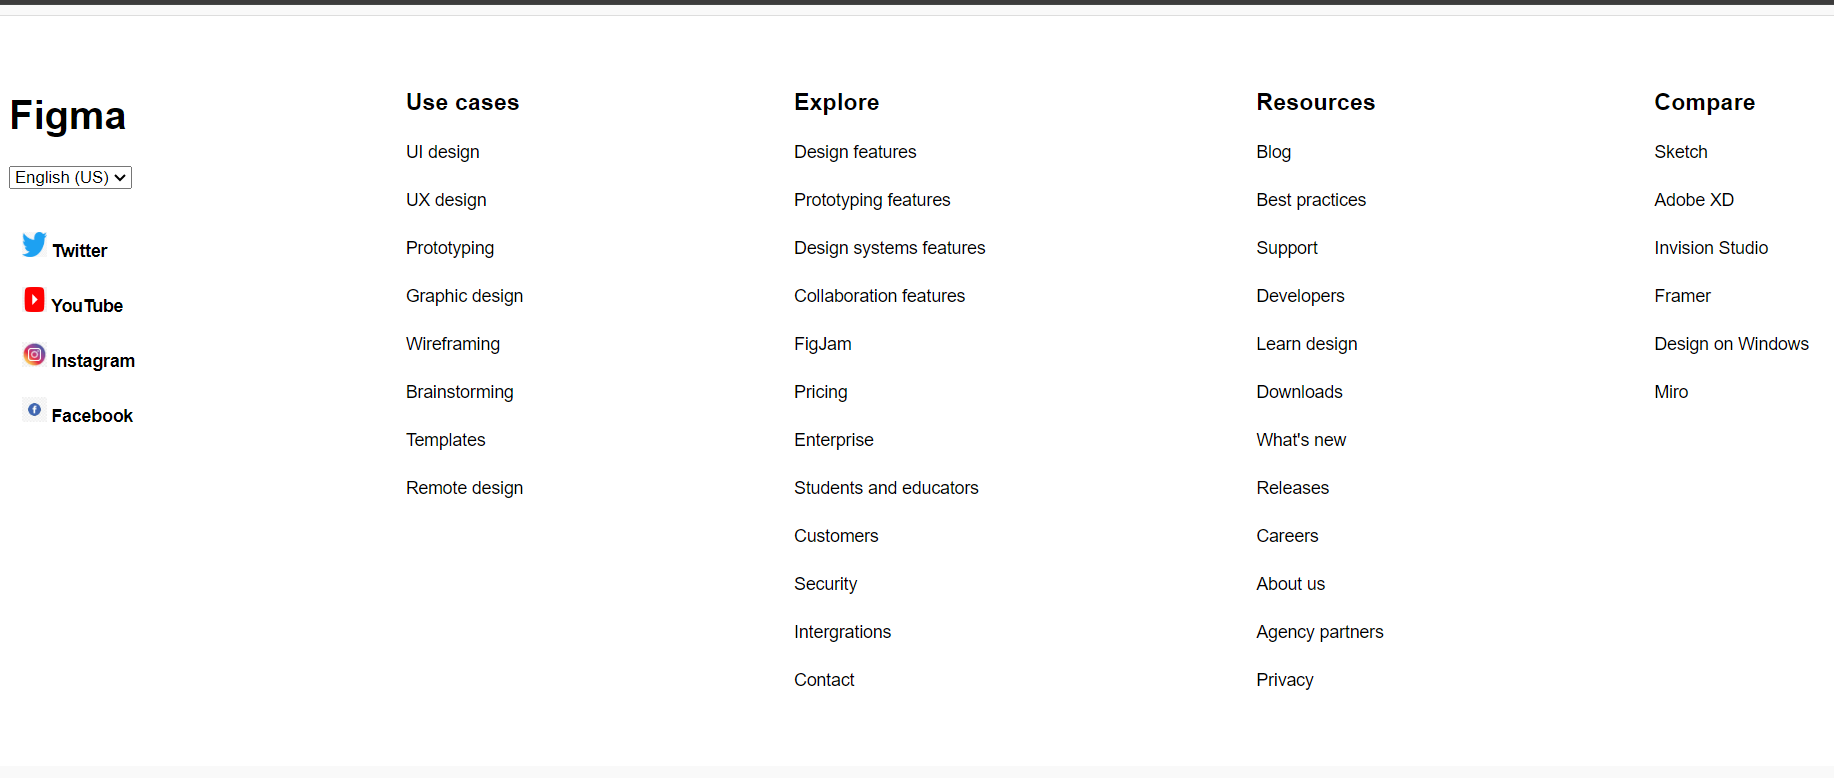 Figma
English (US)
Twitter
YouTube
Instagram
Facebook
Use cases
UI design
UX design
Prototyping
Graphic design
Wireframing
Brainstorming
Templates
Remote design
Explore
Design features
Prototyping features
Design systems features
Collaboration features
FigJam
Pricing
Enterprise
Students and educators
Customers
Security
Intergrations
Contact
Resources
Blog
Best practices
Support
Developers
Learn design
Downloads
What's new
Releases
Careers
About us
Agency partners
Privacy
Compare
Sketch
Adobe XD
Invision Studio
Framer
Design on Windows
Miro